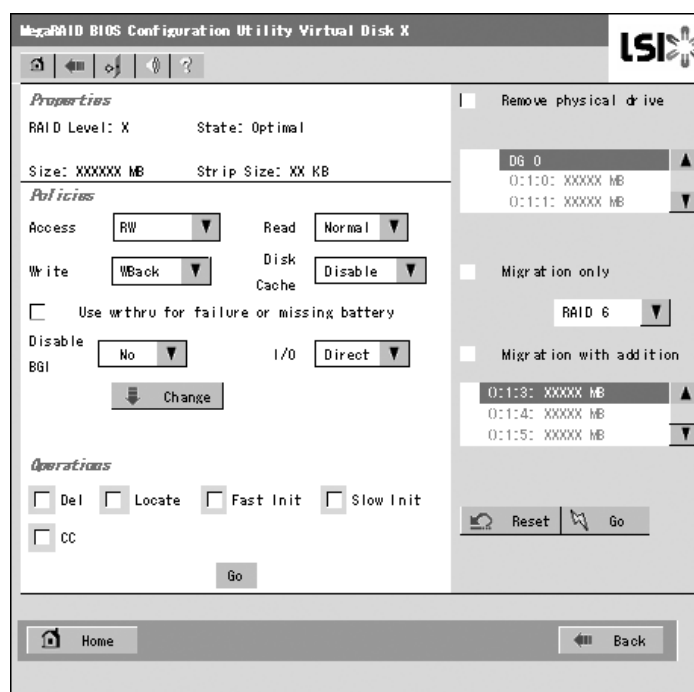 MegaRAID BIOS Configuration Utility Virtual Disk X
LSI
?
Properties
RAID Level: X State: Optimal
Size: XXXXXX MB Strip Size: XX KB
Policies
Access RW Read Normal
Write WBack Disk Cache Disable
Use wrthru for failure or missing battery
Disable BGI No I/O Direct
Change
Operations
Del Locate Fast Init Slow Init
CC
Go
Remove physical drive
DG 0
0:1:0: XXXXX MB
0:1:1: XXXXX MB
Migration only
RAID 6
Migration with addition
0:1:3: XXXXX MB
0:1:4: XXXXX MB
0:1:5: XXXXX MB
Reset Go
Home Back